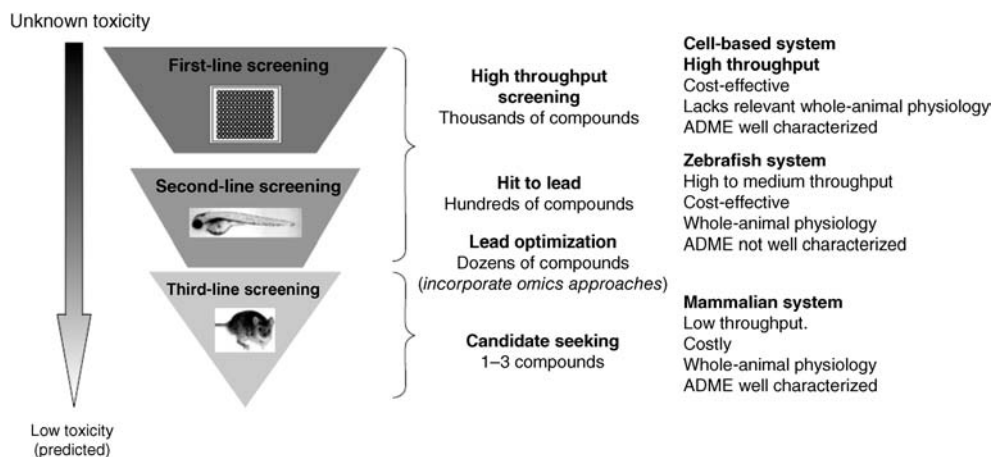 Unknown toxicity
First-line screening
Second-line screening
Third-line screening
Low toxicity
(predicted)
High throughput
screening
Thousands of compounds
Hit to lead
Hundreds of compounds
Lead optimization
Dozens of compounds
(incorporate omics approaches)
Candidate seeking
1–3 compounds
Cell-based system
High throughput
Cost-effective
Lacks relevant whole-animal physiology
ADME well characterized
Zebrafish system
High to medium throughput
Cost-effective
Whole-animal physiology
ADME not well characterized
Mammalian system
Low throughput.
Costly
Whole-animal physiology
ADME well characterized